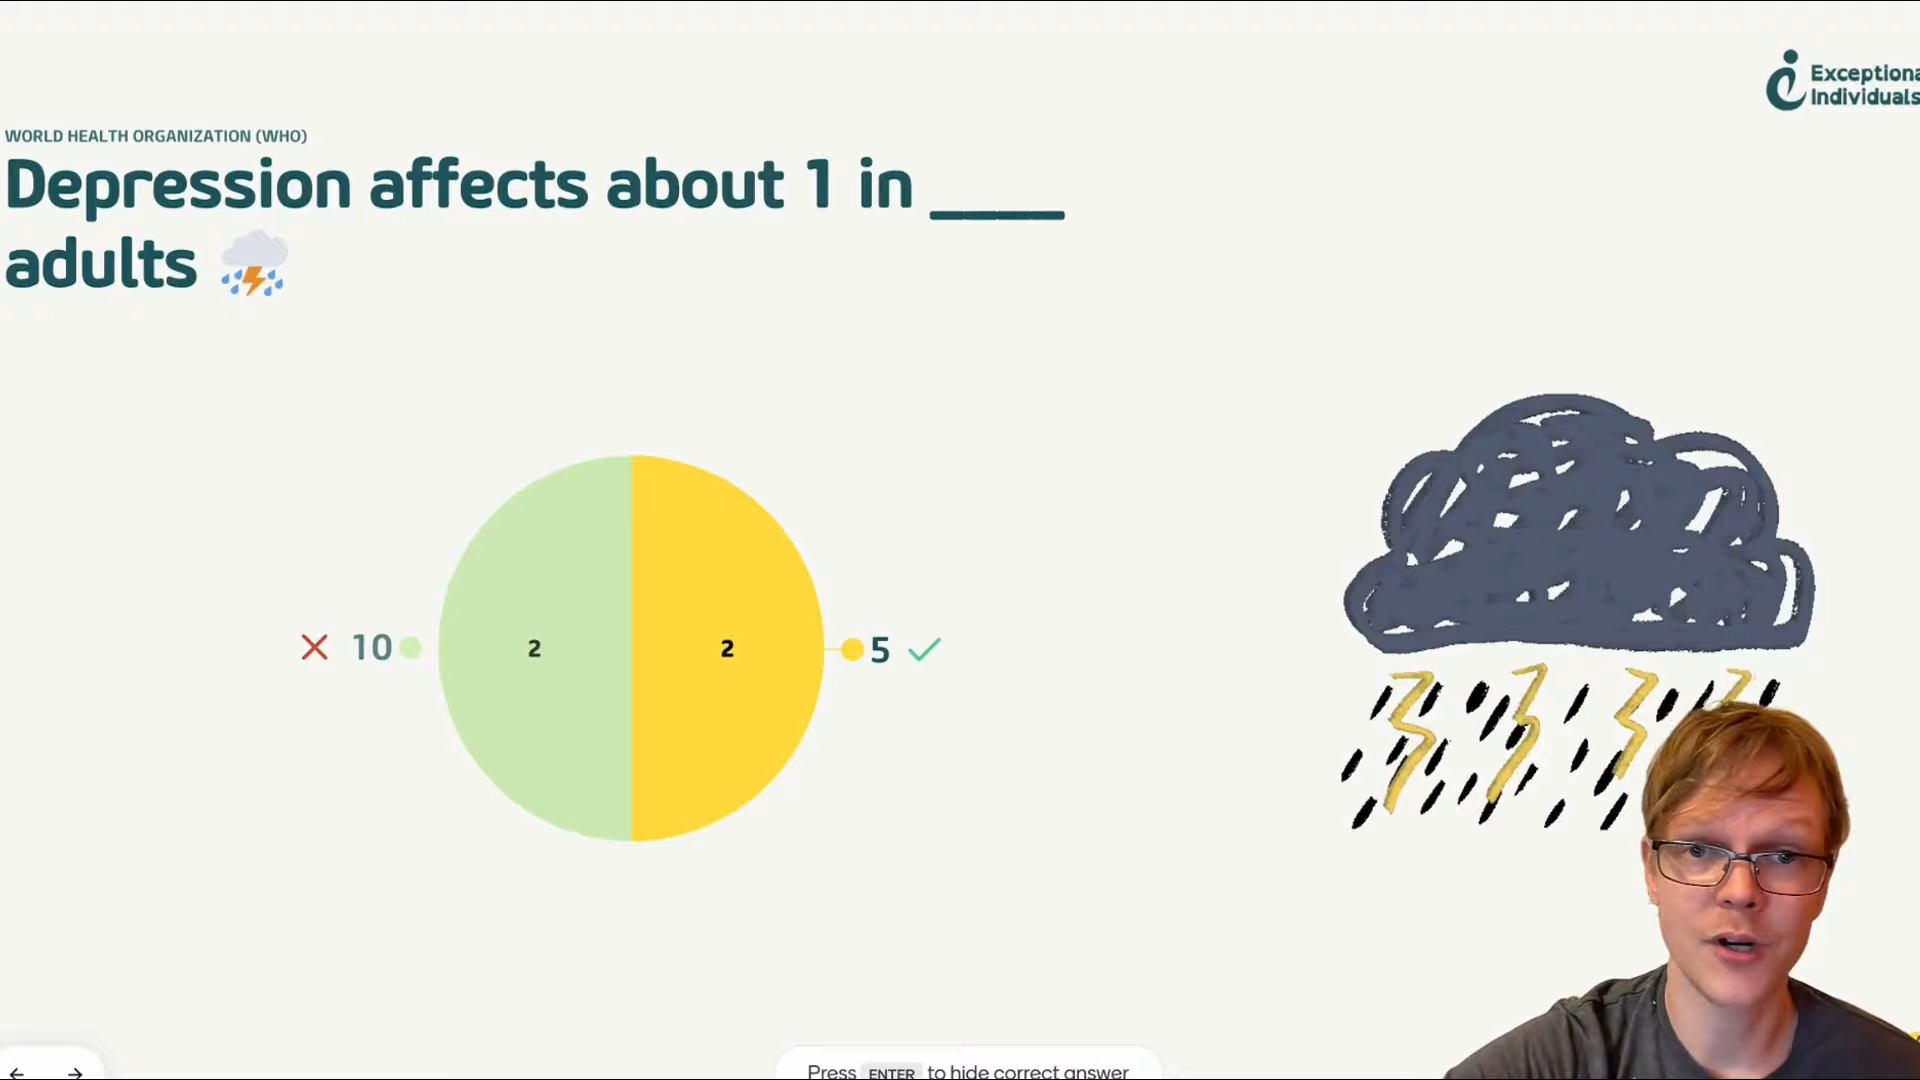 Exceptiona
Individuals
WORLD HEALTH ORGANIZATION (WHO)
Depression affects about 1 in ____
adults
10 2 2 5
Press ENTER to hide correct answer